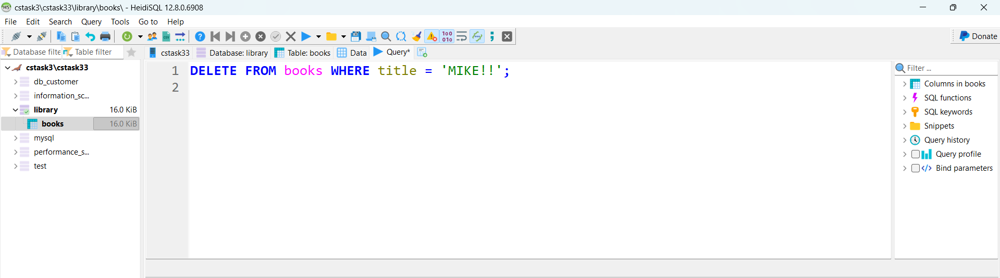 cstask3\cstask33\library\books\ - HeidiSQL 12.8.0.6908
File Edit Search Query Tools Go to Help
Donate
Database filte Table filter
cstask33 Database: library Table: books Data Query*
cstask3\cstask33
db_customer
information_sc...
library 16.0 KiB
books 16.0 KiB
mysql
performance_s...
test
1 DELETE FROM books WHERE title = 'MIKE!!';
2
Filter ...
Columns in books
SQL functions
SQL keywords
Snippets
Query history
Query profile
Bind parameters